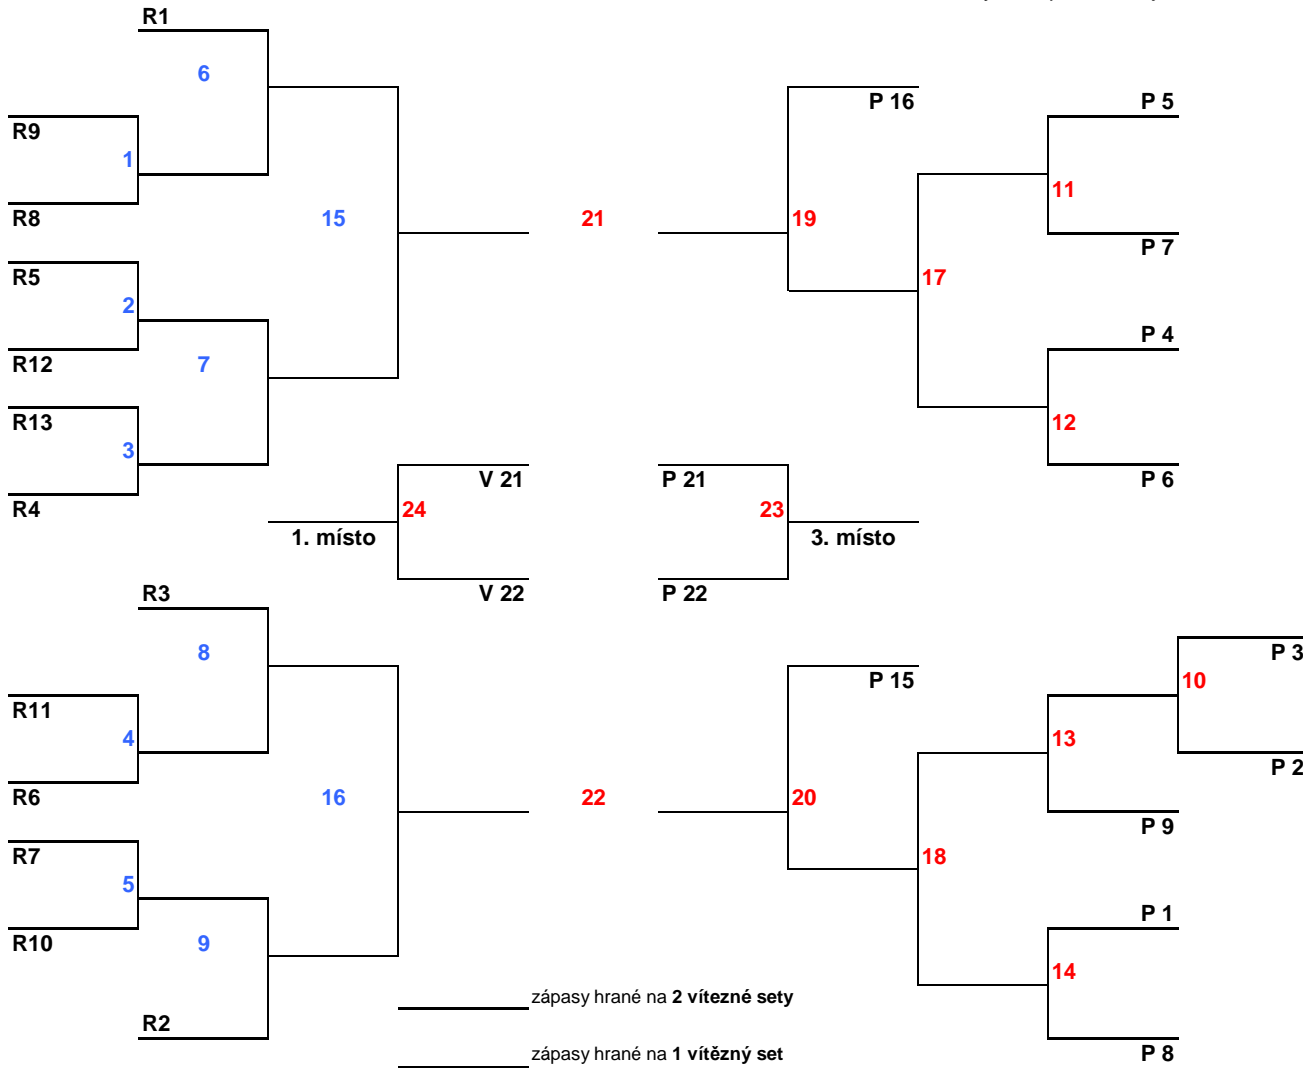 R1
6
P 16
P 5
R9
1
11
R8
15
21
19
P 7
R5
17
2
P 4
R12
7
R13
12
3
V 21
P 21
P 6
R4
24
23
1. místo
3. místo
R3
V 22
P 22
8
P 3
P 15
10
R11
4
13
P 2
R6
16
22
20
P 9
R7
18
5
P 1
R10
9
14
zápasy hrané na 2 vítezné sety
R2
zápasy hrané na 1 vítězný set
P 8